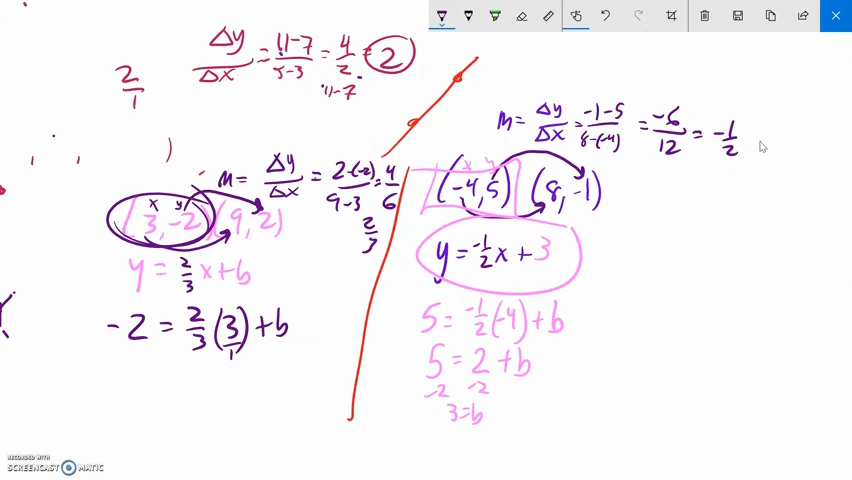 Δy/Δx = 11-7/5-3 = 4/2 = 2
11-7
2/1
, , )
m = Δy/Δx = 2-(-2)/9-3 = 4/6
2/3
x y
(3, -2) (9, 2)
y = 2/3 x + b
-2 = 2/3 (3/1) + b
m = Δy/Δx = -1-5/8-(-4) = -6/12 = -1/2
x y
(-4, 5) (8, -1)
y = -1/2 x + 3
5 = -1/2 (-4) + b
5 = 2 + b
-2 -2
3 = b
RECORDED WITH
SCREENCAST MATIC